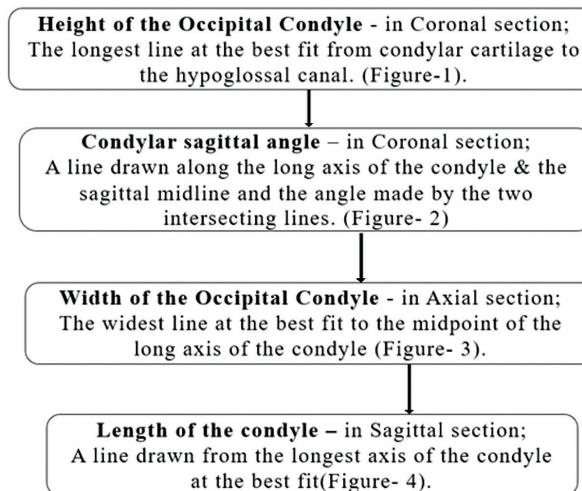 Height of the Occipital Condyle - in Coronal section;
The longest line at the best fit from condylar cartilage to
the hypoglossal canal. (Figure-1).
Condylar sagittal angle – in Coronal section;
A line drawn along the long axis of the condyle & the
sagittal midline and the angle made by the two
intersecting lines. (Figure- 2)
Width of the Occipital Condyle - in Axial section;
The widest line at the best fit to the midpoint of the
long axis of the condyle (Figure- 3).
Length of the condyle – in Sagittal section;
A line drawn from the longest axis of the condyle
at the best fit(Figure- 4).